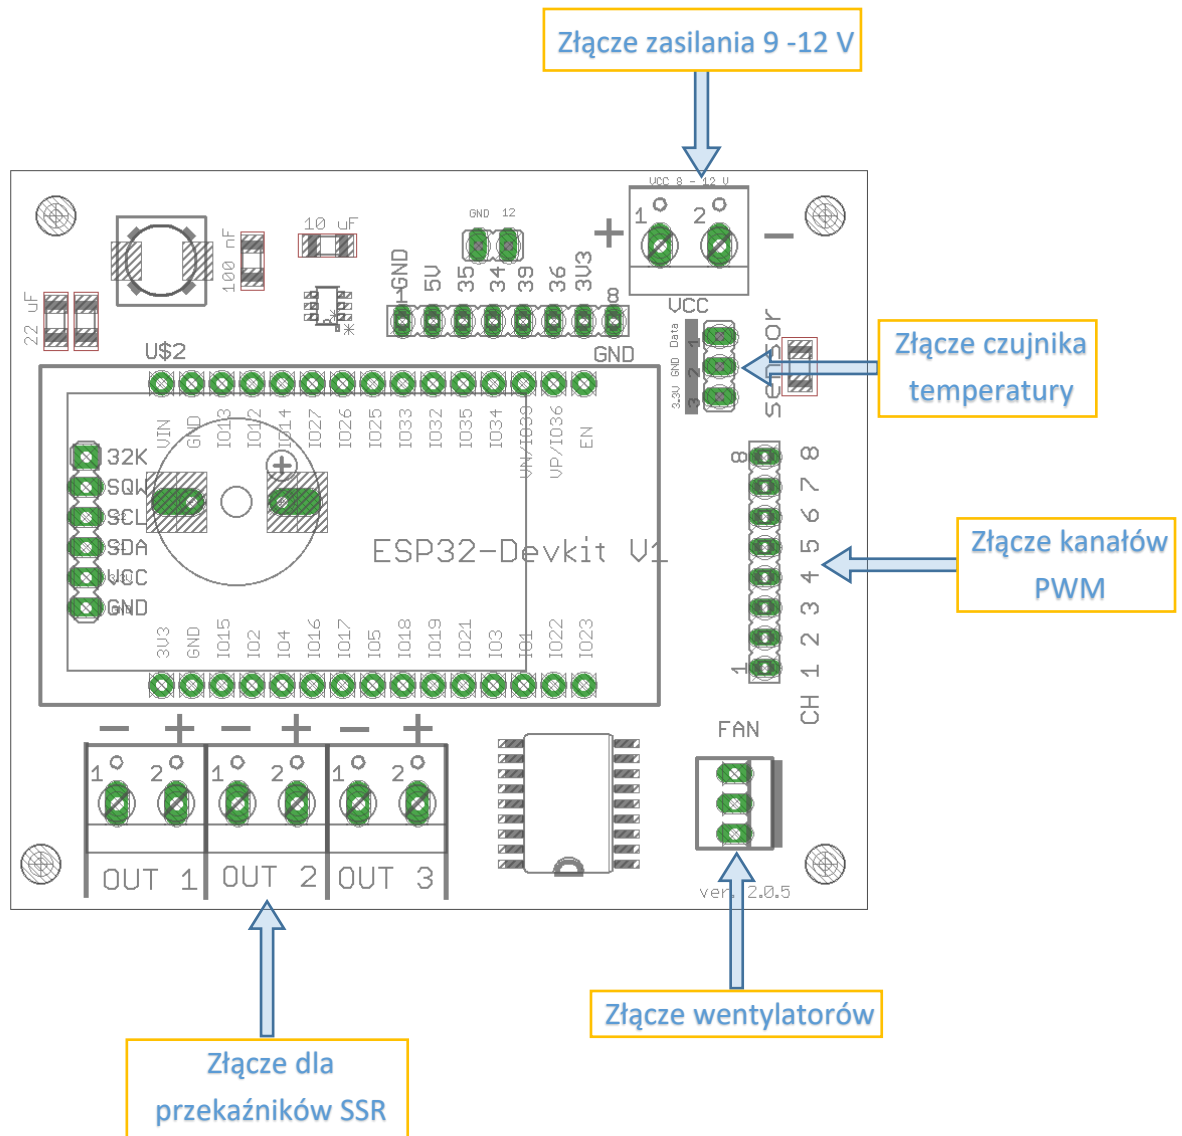 Złącze zasilania 9 -12 V
VCC 8 - 12 V
1 2
+ -
VCC
10 uF
100 nF
22 uF
GND 12
GND 5V 35 34 39 36 3V3
1 8
GND
U$2
Data
GND
3.3V
1
2
3
sensor
Złącze czujnika
temperatury
VIN GND IO13 IO12 IO14 IO27 IO26 IO25 IO33 IO32 IO35 IO34 VN/IO39 VP/IO36 EN
32K
SQW
SCL
SDA
VCC
GND
+
ESP32-Devkit V1
3V3 GND IO15 IO2 IO4 IO16 IO17 IO5 IO18 IO19 IO21 IO3 IO1 IO22 IO23
8
1
CH 1 2 3 4 5 6 7 8
Złącze kanałów
PWM
- + - + - +
1 2 1 2 1 2
OUT 1 OUT 2 OUT 3
FAN
ver. 2.0.5
Złącze wentylatorów
Złącze dla
przekaźników SSR